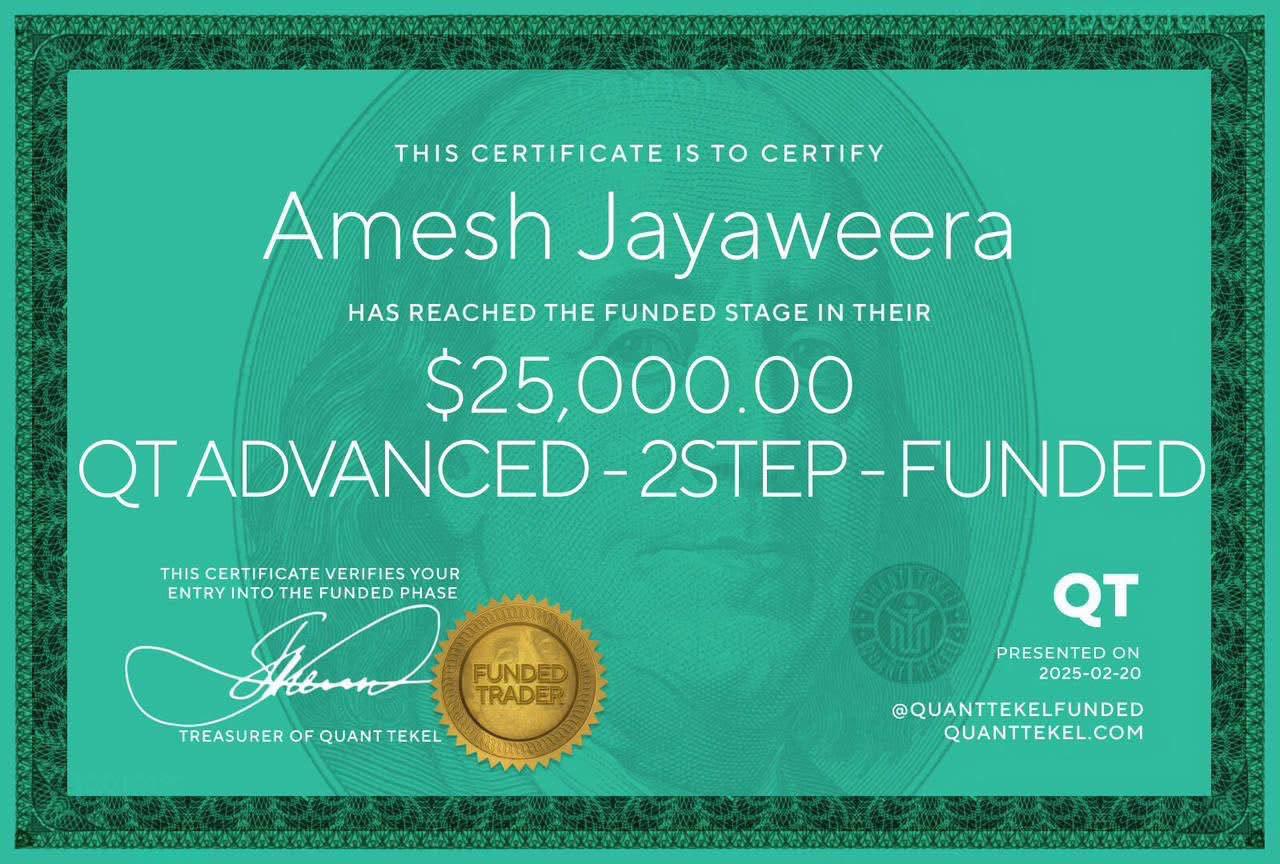 THIS CERTIFICATE IS TO CERTIFY
Amesh Jayaweera
HAS REACHED THE FUNDED STAGE IN THEIR
$25,000.00
QT ADVANCED - 2STEP - FUNDED
THIS CERTIFICATE VERIFIES YOUR
ENTRY INTO THE FUNDED PHASE
TREASURER OF QUANT TEKEL
FUNDED
TRADER
QT
PRESENTED ON
2025-02-20
@QUANTTEKELFUNDED
QUANTTEKEL.COM